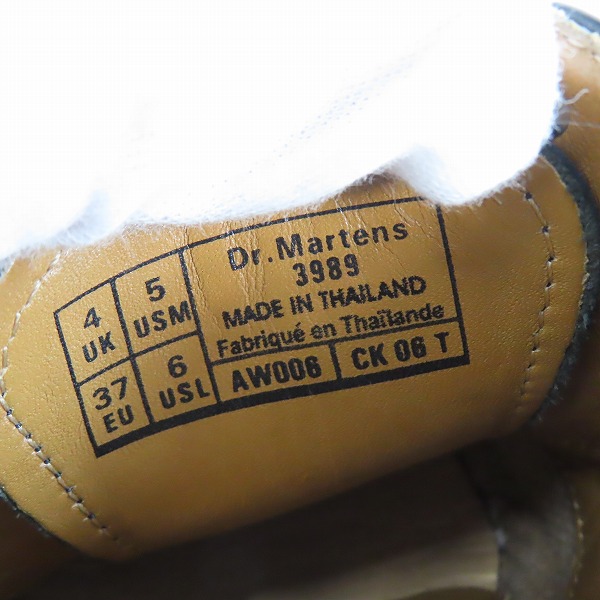 4 UK
5 USM
37 EU
6 USL
Dr.Martens
3989
MADE IN THAILAND
Fabriqué en Thaïlande
AW006
CK 06 T